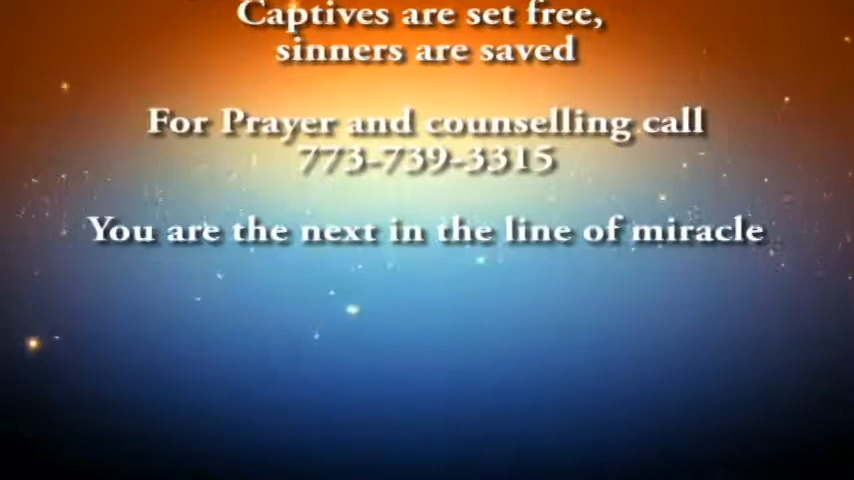 Captives are set free,
sinners are saved
For Prayer and counselling call
773-739-3315
You are the next in the line of miracle